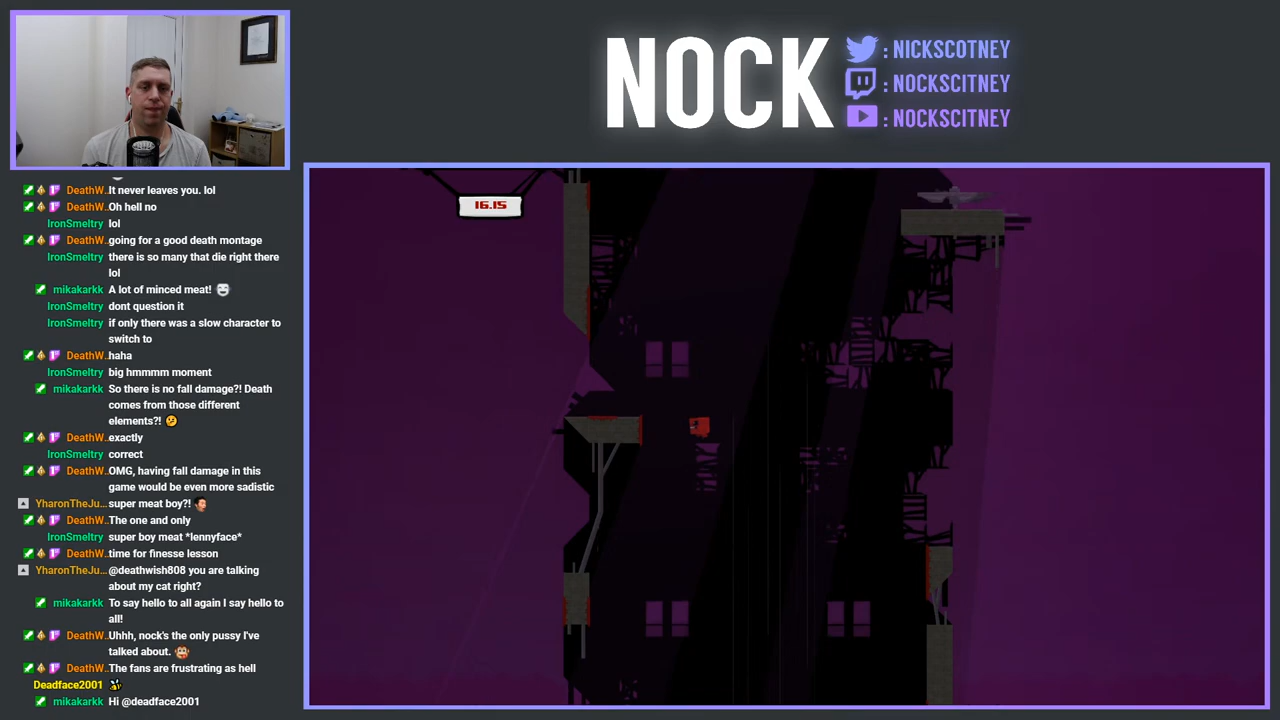 NOCK
: NICKSCOTNEY
: NOCKSCITNEY
: NOCKSCITNEY
16.15
DeathW..It never leaves you. lol
DeathW..Oh hell no
IronSmeltry lol
DeathW..going for a good death montage
IronSmeltry there is so many that die right there
lol
mikakarkk A lot of minced meat!
IronSmeltry dont question it
IronSmeltry if only there was a slow character to
switch to
DeathW..haha
IronSmeltry big hmmmm moment
mikakarkk So there is no fall damage?! Death
comes from those different
elements?!
DeathW..exactly
IronSmeltry correct
DeathW..OMG, having fall damage in this
game would be even more sadistic
YharonTheJu...super meat boy?!
DeathW..The one and only
IronSmeltry super boy meat *lennyface*
DeathW..time for finesse lesson
YharonTheJu...@deathwish808 you are talking
about my cat right?
mikakarkk To say hello to all again I say hello to
all!
DeathW..Uhhh, nock's the only pussy I've
talked about.
DeathW..The fans are frustrating as hell
Deadface2001
mikakarkk Hi @deadface2001